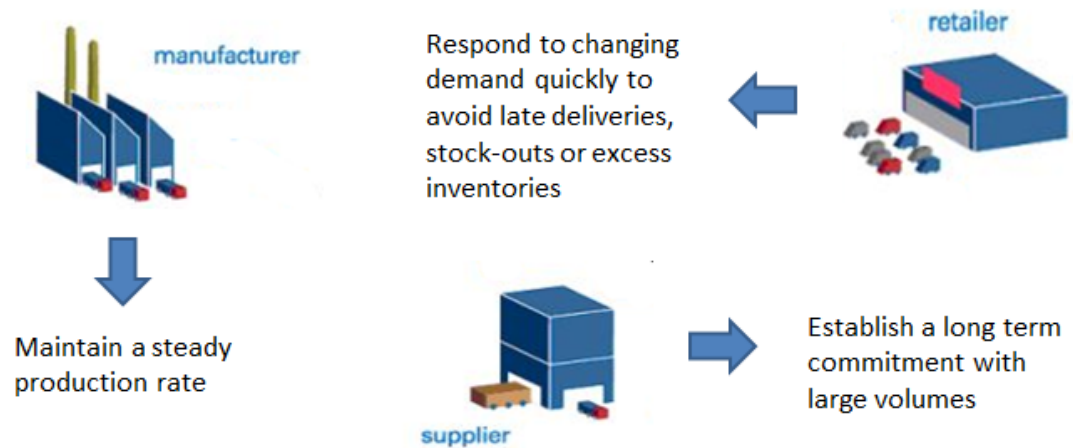 manufacturer
Respond to changing
demand quickly to
avoid late deliveries,
stock-outs or excess
inventories
retailer
Maintain a steady
production rate
supplier
Establish a long term
commitment with
large volumes